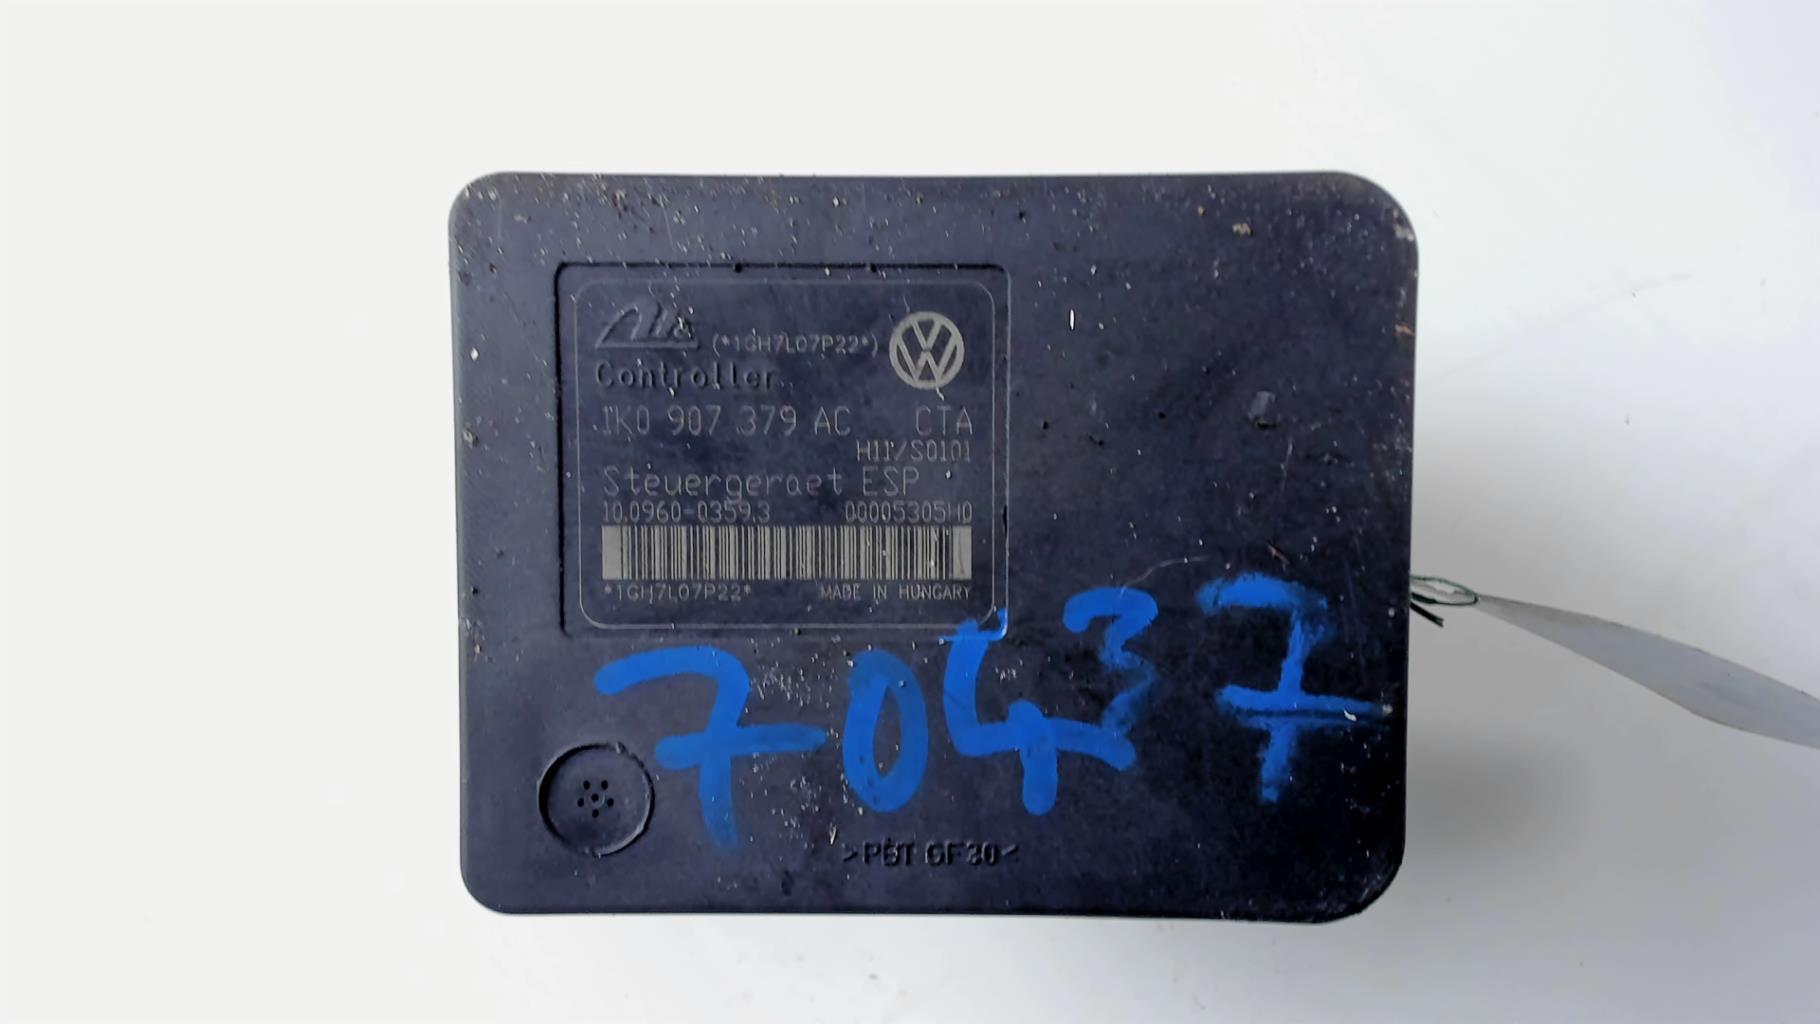 Ate (*1GH7L07P22*) VW
Controller
1K0 907 379 AC CTA
H11/S0101
Steuergeraet ESP
10.0960-0359.3 00005305H0
*1GH7L07P22* MADE IN HUNGARY
70437
>PBT GF30<